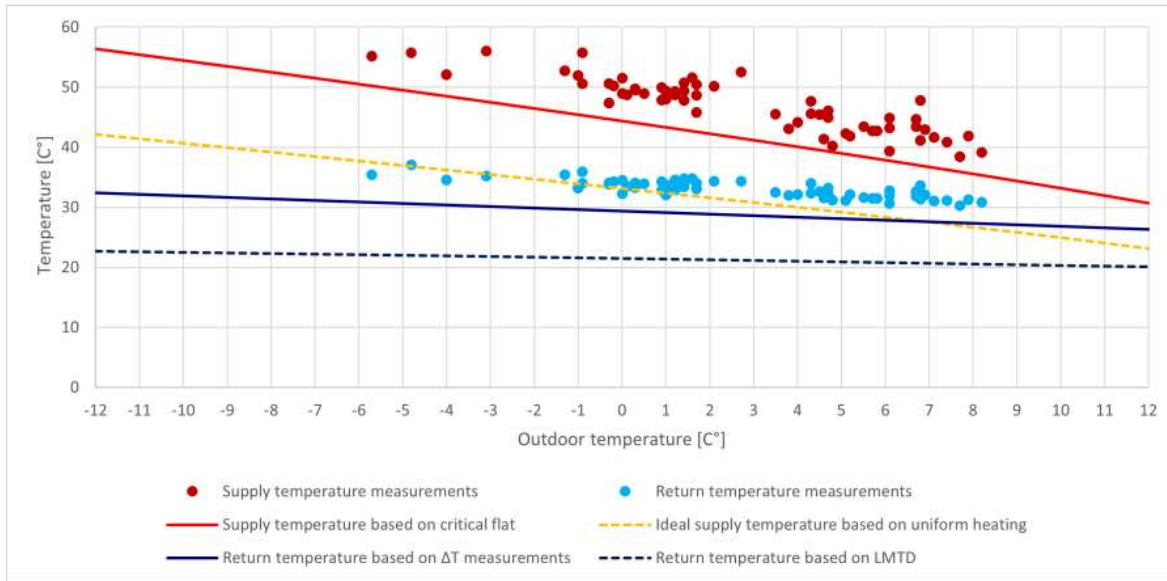 60
50
40
30
20
10
0
Temperature [C°]
-12 -11 -10 -9 -8 -7 -6 -5 -4 -3 -2 -1 0 1 2 3 4 5 6 7 8 9 10 11 12
Outdoor temperature [C°]
Supply temperature measurements
Return temperature measurements
Supply temperature based on critical flat
Ideal supply temperature based on uniform heating
Return temperature based on ΔT measurements
Return temperature based on LMTD